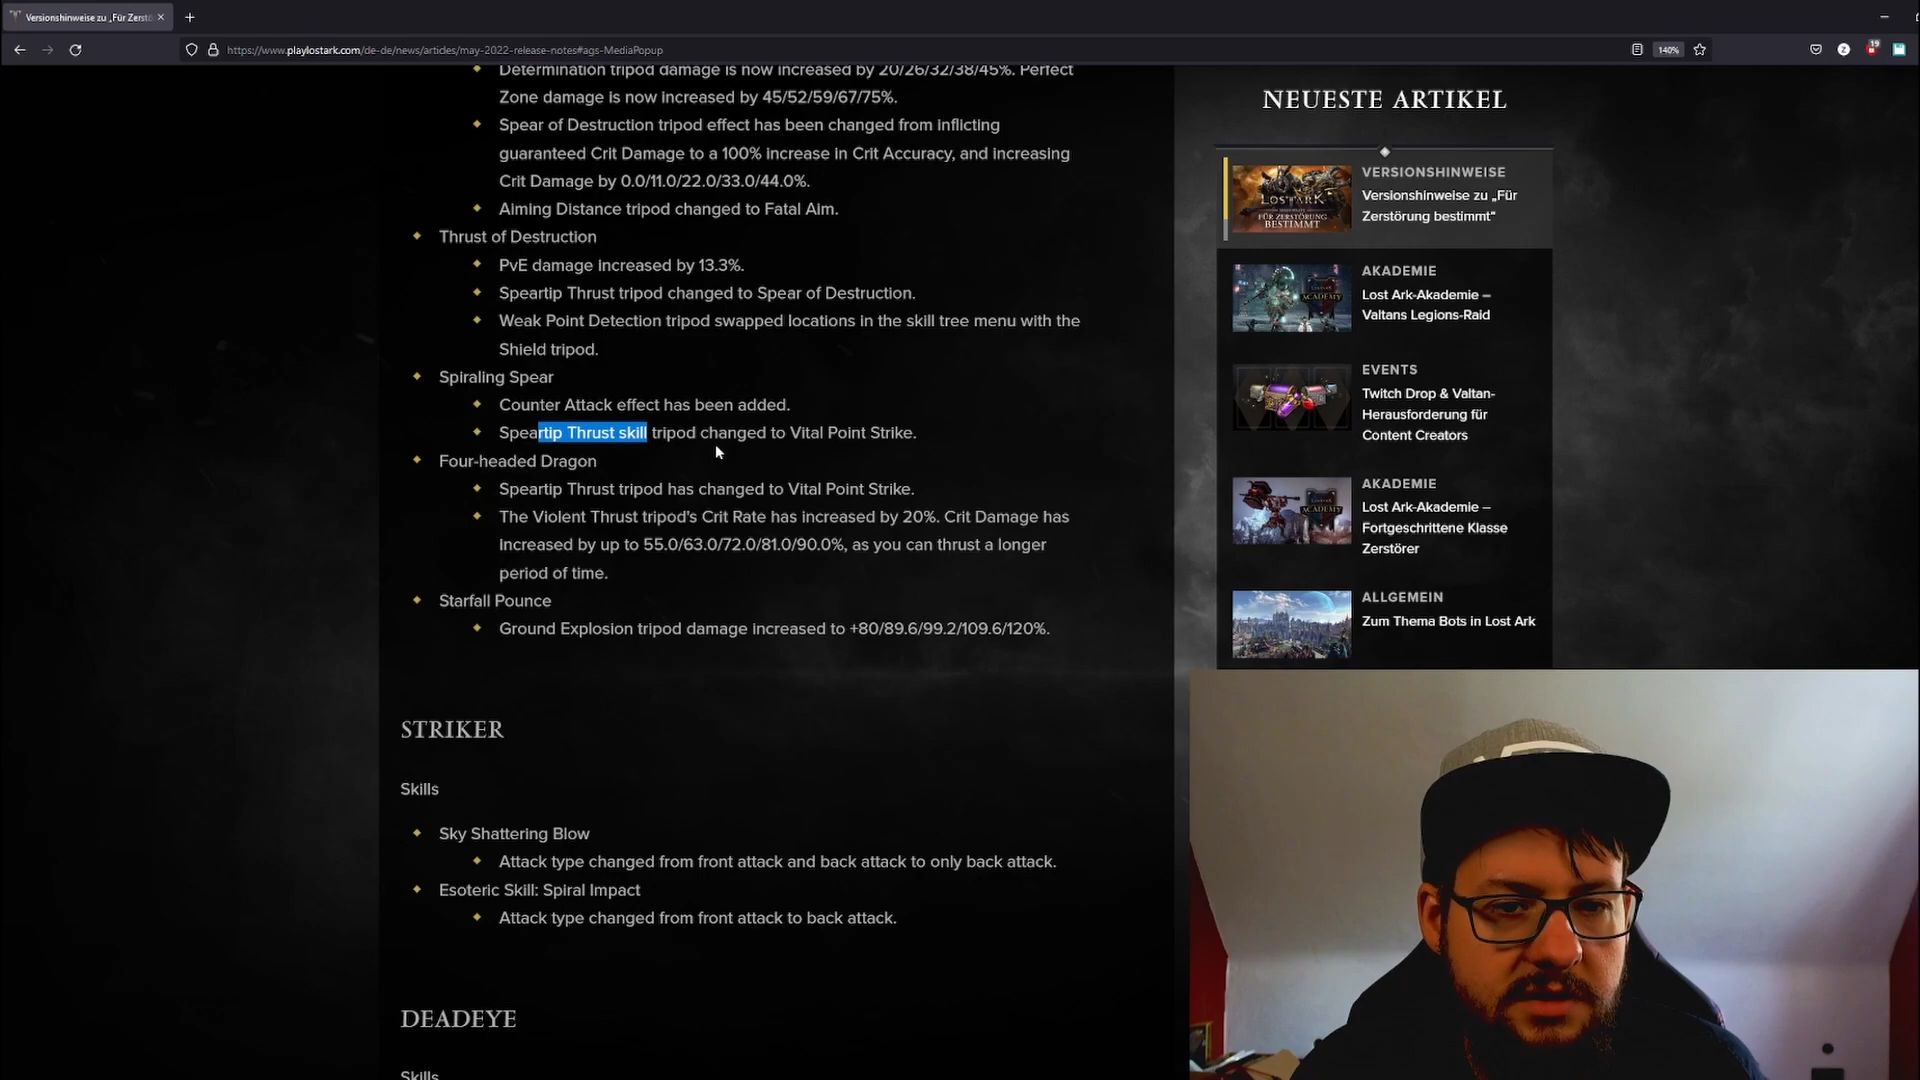 Versionshinweise zu „Für Zerstö
https://www.playlostark.com/de-de/news/articles/may-2022-release-notes#ags-MediaPopup
140%
19
Determination tripod damage is now increased by 20/26/32/38/45%. Perfect
Zone damage is now increased by 45/52/59/67/75%.
Spear of Destruction tripod effect has been changed from inflicting
guaranteed Crit Damage to a 100% increase in Crit Accuracy, and increasing
Crit Damage by 0.0/11.0/22.0/33.0/44.0%.
Aiming Distance tripod changed to Fatal Aim.
Thrust of Destruction
PvE damage increased by 13.3%.
Speartip Thrust tripod changed to Spear of Destruction.
Weak Point Detection tripod swapped locations in the skill tree menu with the
Shield tripod.
Spiraling Spear
Counter Attack effect has been added.
Speartip Thrust skill tripod changed to Vital Point Strike.
Four-headed Dragon
Speartip Thrust tripod has changed to Vital Point Strike.
The Violent Thrust tripod's Crit Rate has increased by 20%. Crit Damage has
increased by up to 55.0/63.0/72.0/81.0/90.0%, as you can thrust a longer
period of time.
Starfall Pounce
Ground Explosion tripod damage increased to +80/89.6/99.2/109.6/120%.
STRIKER
Skills
Sky Shattering Blow
Attack type changed from front attack and back attack to only back attack.
Esoteric Skill: Spiral Impact
Attack type changed from front attack to back attack.
DEADEYE
Skills
NEUESTE ARTIKEL
LOST ARK
FÜR ZERSTÖRUNG
BESTIMMT
VERSIONSHINWEISE
Versionshinweise zu „Für
Zerstörung bestimmt“
ACADEMY
AKADEMIE
Lost Ark-Akademie –
Valtans Legions-Raid
EVENTS
Twitch Drop & Valtan-
Herausforderung für
Content Creators
ACADEMY
AKADEMIE
Lost Ark-Akademie –
Fortgeschrittene Klasse
Zerstörer
ALLGEMEIN
Zum Thema Bots in Lost Ark